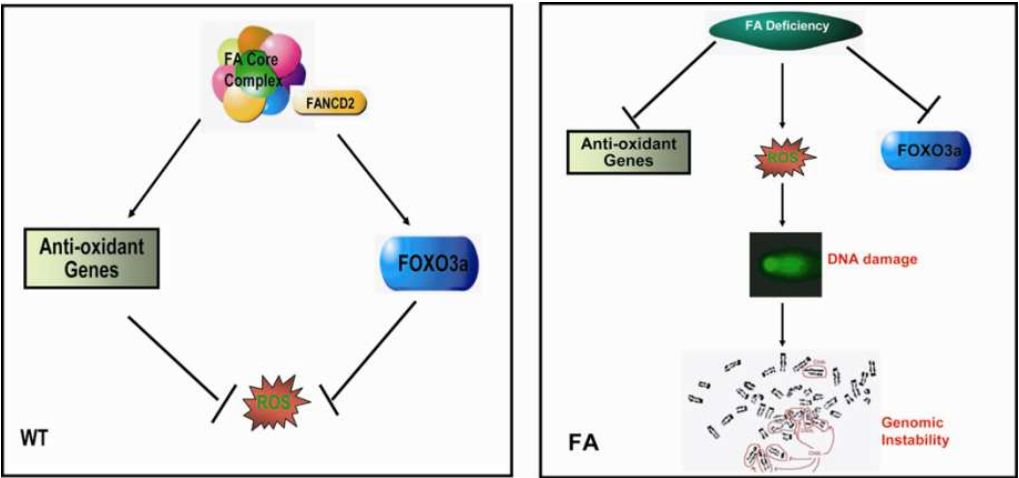 FA Core
Complex
FANCD2
Anti-oxidant
Genes
FOXO3a
ROS
WT
FA Deficiency
Anti-oxidant
Genes
ROS
FOXO3a
DNA damage
Genomic
Instability
FA